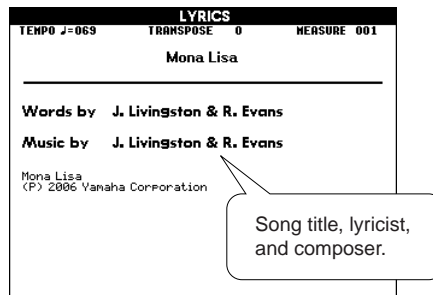 LYRICS
TEMPO ♩=069 TRANSPOSE 0 MEASURE 001
Mona Lisa
Words by J. Livingston & R. Evans
Music by J. Livingston & R. Evans
Mona Lisa
(P) 2006 Yamaha Corporation
Song title, lyricist,
and composer.